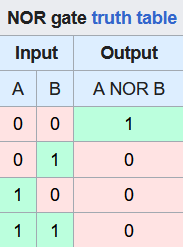 NOR gate truth table
Input Output
A B A NOR B
0 0 1
0 1 0
1 0 0
1 1 0